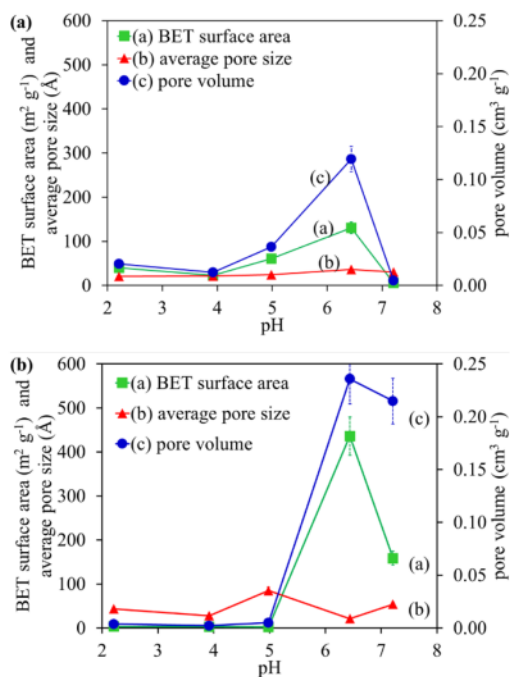 (a)
600
500
400
300
200
100
0
BET surface area (m² g⁻¹) and
average pore size (Å)
(a) BET surface area
(b) average pore size
(c) pore volume
(c)
(a)
(b)
0.25
0.20
0.15
0.10
0.05
0.00
pore volume (cm³ g⁻¹)
2 3 4 5 6 7 8
pH
(b)
600
500
400
300
200
100
0
BET surface area (m² g⁻¹) and
average pore size (Å)
(a) BET surface area
(b) average pore size
(c) pore volume
(c)
(a)
(b)
0.25
0.20
0.15
0.10
0.05
0.00
pore volume (cm³ g⁻¹)
2 3 4 5 6 7 8
pH